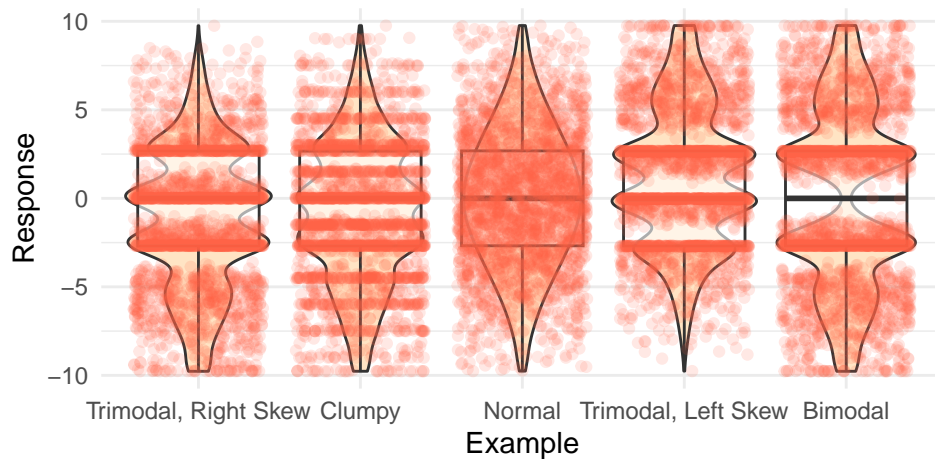 Response
10
5
0
−5
−10
Trimodal, Right Skew
Clumpy
Normal
Trimodal, Left Skew
Bimodal
Example